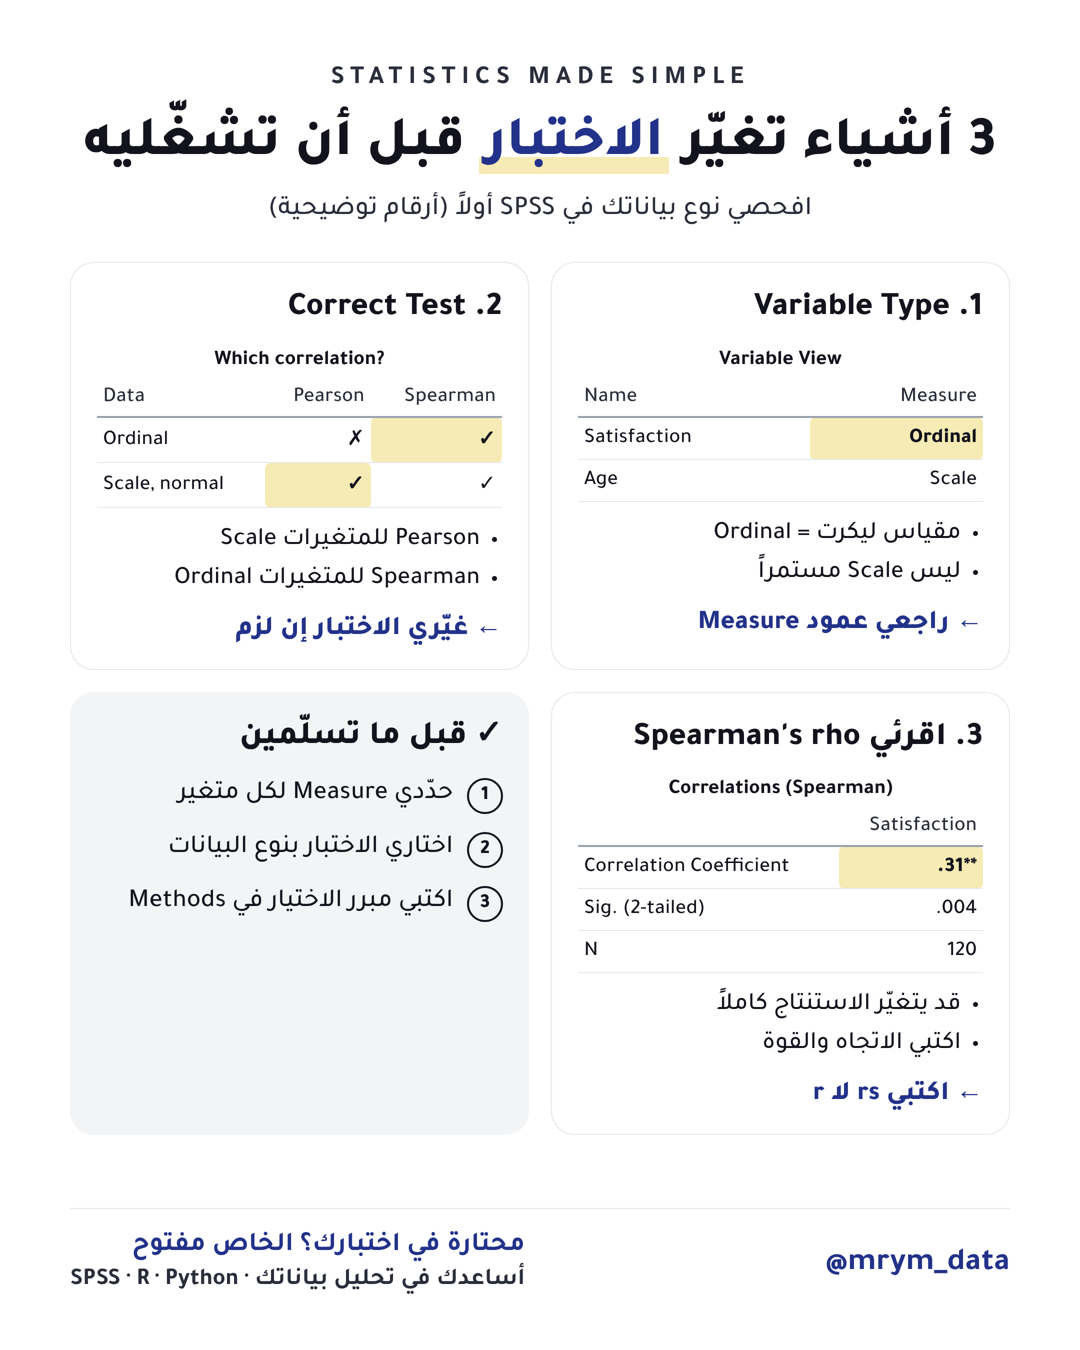 STATISTICS MADE SIMPLE
3 أشياء تغيّر الاختبار قبل أن تشغّليه
افحصي نوع بياناتك في SPSS أولاً (أرقام توضيحية)
1. Variable Type
Variable View
Name Measure
Satisfaction Ordinal
Age Scale
• مقياس ليكرت = Ordinal
• ليس Scale مستمراً
← راجعي عمود Measure
2. Correct Test
Which correlation?
Data Pearson Spearman
Ordinal ✗ ✓
Scale, normal ✓ ✓
• Pearson للمتغيرات Scale
• Spearman للمتغيرات Ordinal
← غيّري الاختبار إن لزم
3. اقرئي Spearman's rho
Correlations (Spearman)
Satisfaction
Correlation Coefficient .31**
Sig. (2-tailed) .004
N 120
• قد يتغيّر الاستنتاج كاملاً
• اكتبي الاتجاه والقوة
← اكتبي rs لا r
✓ قبل ما تسلّمين
1 حدّدي Measure لكل متغير
2 اختاري الاختبار بنوع البيانات
3 اكتبي مبرر الاختيار في Methods
@mrym_data
محتارة في اختبارك؟ الخاص مفتوح
أساعدك في تحليل بياناتك · SPSS · R · Python